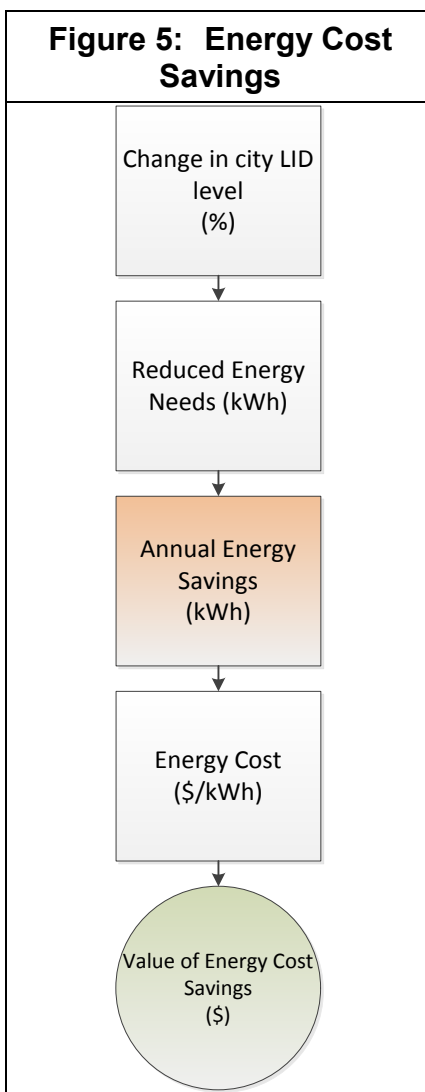 Figure 5: Energy Cost
Savings
Change in city LID
level
(%)
Reduced Energy
Needs (kWh)
Annual Energy
Savings
(kWh)
Energy Cost
($/kWh)
Value of Energy Cost
Savings
($)